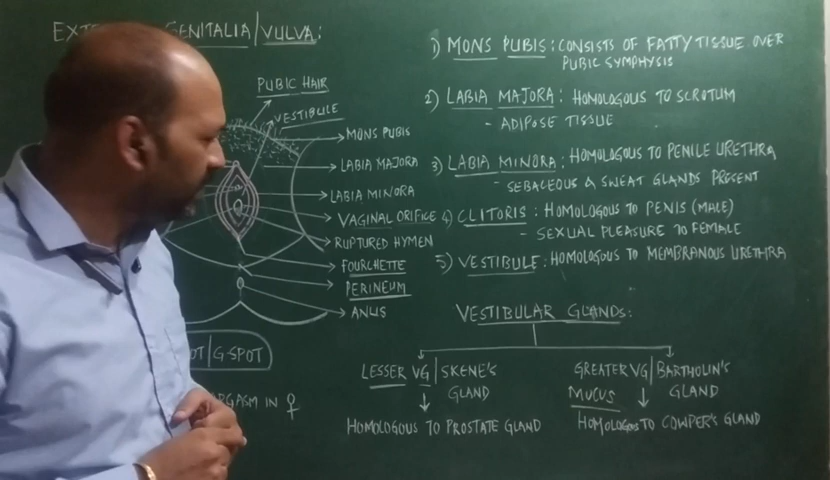 GENITALIA/VULVA:
PUBIC HAIR
VESTIBULE
MONS PUBIS
LABIA MAJORA
LABIA MINORA
VAGINAL ORIFICE
RUPTURED HYMEN
FOURCHETTE
PERINEUM
ANUS
G-SPOT
IN ♀
1) MONS PUBIS: CONSISTS OF FATTY TISSUE OVER
PUBIC SYMPHYSIS
2) LABIA MAJORA: HOMOLOGOUS TO SCROTUM
- ADIPOSE TISSUE
3) LABIA MINORA: HOMOLOGOUS TO PENILE URETHRA
- SEBACEOUS & SWEAT GLANDS PRESENT
4) CLITORIS: HOMOLOGOUS TO PENIS (MALE)
- SEXUAL PLEASURE TO FEMALE
5) VESTIBULE: HOMOLOGOUS TO MEMBRANOUS URETHRA
VESTIBULAR GLANDS:
LESSER VG/SKENE'S
GLAND
HOMOLOGOUS TO PROSTATE GLAND
GREATER VG/BARTHOLIN'S
MUCUS GLAND
HOMOLOGOUS TO COWPER'S GLAND